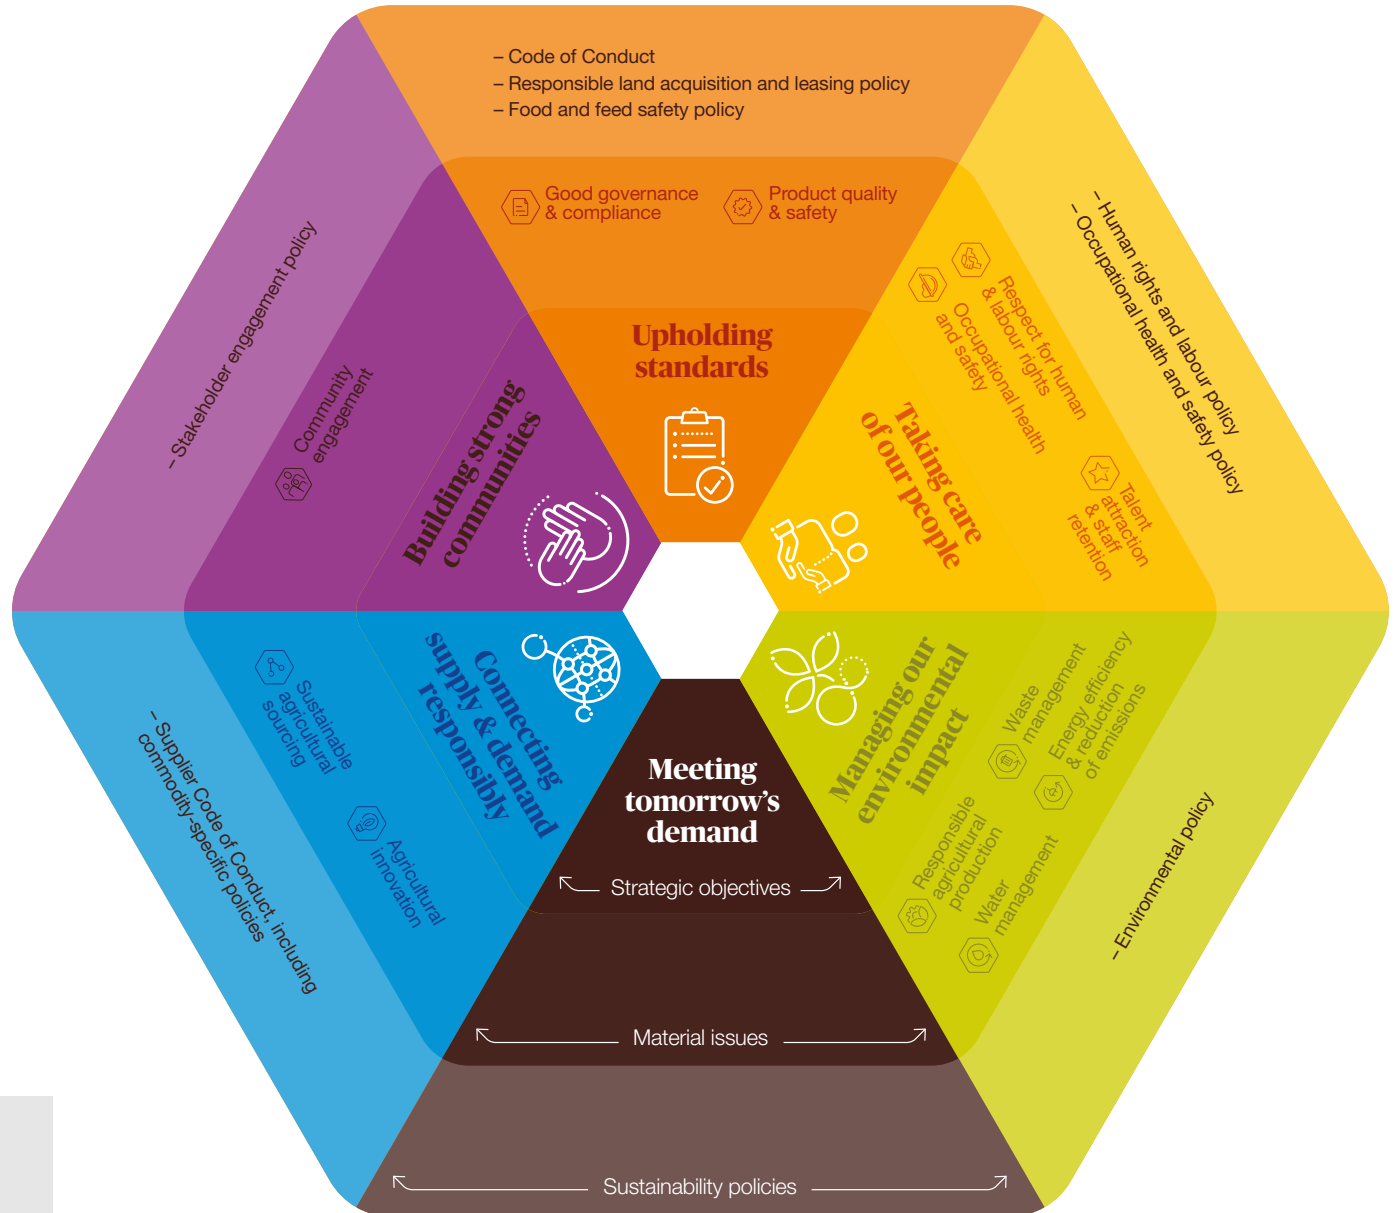 – Code of Conduct
– Responsible land acquisition and leasing policy
– Food and feed safety policy
Good governance
& compliance
Product quality
& safety
Upholding
standards
– Human rights and labour policy
– Occupational health and safety policy
Respect for human
& labour rights
Occupational health
and safety
Talent
attraction
& staff
retention
Taking care
of our people
– Environmental policy
Waste
management
Energy efficiency
& reduction
of emissions
Responsible
agricultural
production
Water
management
Managing our
environmental
impact
Meeting
tomorrow’s
demand
Strategic objectives
Material issues
Sustainability policies
Connecting
supply & demand
responsibly
Sustainable
agricultural
sourcing
Agricultural
innovation
– Supplier Code of Conduct, including
commodity-specific policies
Building strong
communities
Community
engagement
– Stakeholder engagement policy